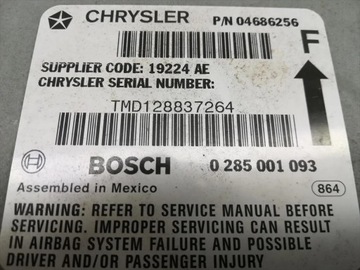 CHRYSLER P/N 04686256
F
SUPPLIER CODE: 19224 AE
CHRYSLER SERIAL NUMBER:
TMD128837264
BOSCH 0 285 001 093
Assembled in Mexico 864
WARNING: REFER TO SERVICE MANUAL BEFORE
SERVICING. IMPROPER SERVICING CAN RESULT
IN AIRBAG SYSTEM FAILURE AND POSSIBLE
DRIVER AND/OR PASSENGER INJURY